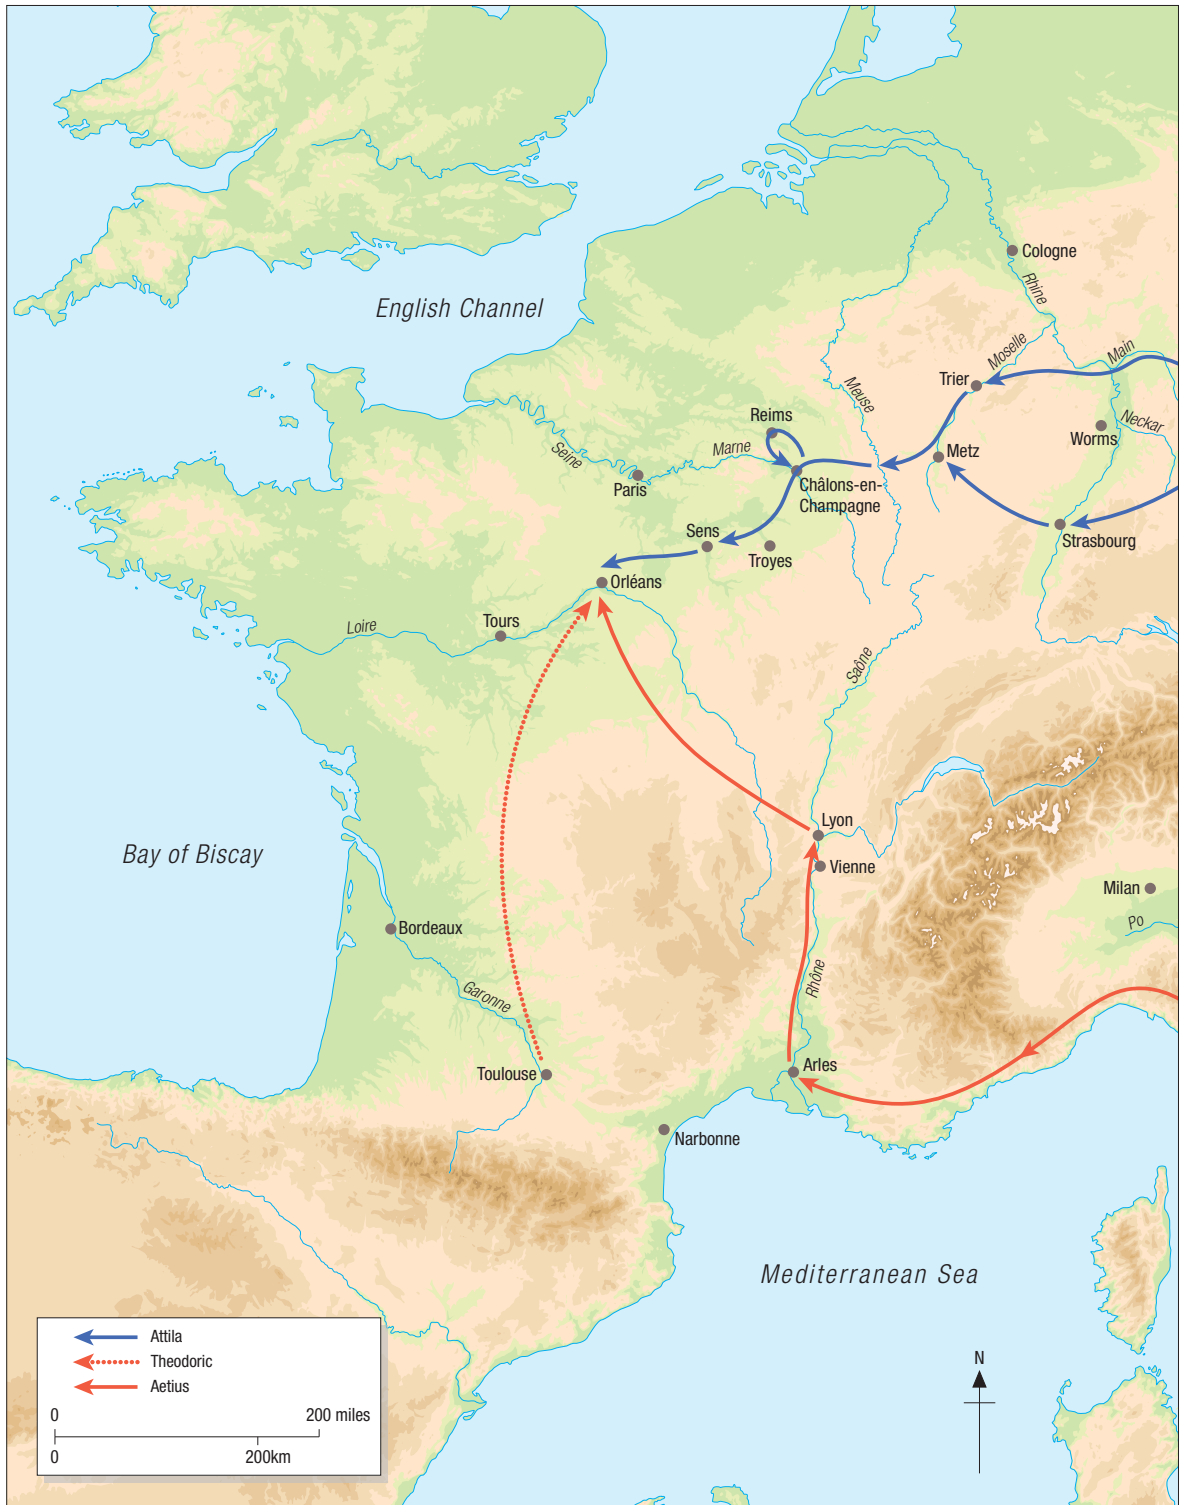 Cologne
Rhine
English Channel
Moselle
Main
Trier
Meuse
Reims
Neckar
Worms
Marne
Metz
Seine
Paris
Châlons-en-
Champagne
Sens
Strasbourg
Troyes
Orléans
Loire
Tours
Saône
Lyon
Bay of Biscay
Vienne
Milan
Po
Bordeaux
Rhône
Garonne
Arles
Toulouse
Narbonne
Mediterranean Sea
Attila
Theodoric
Aetius
0
200 miles
0
200km
N